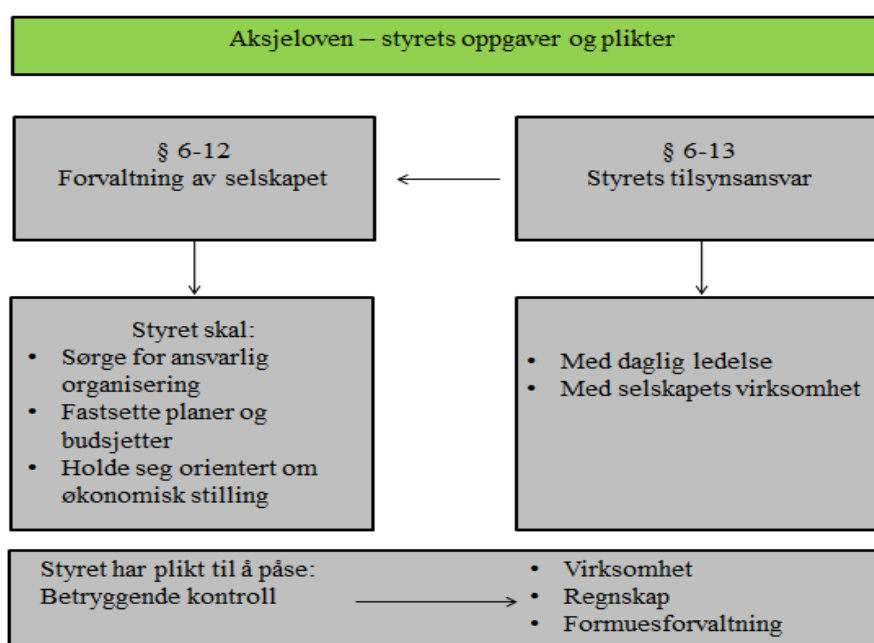 Aksjeloven – styrets oppgaver og plikter
§ 6-12
Forvaltning av selskapet
§ 6-13
Styrets tilsynsansvar
Styret skal:
• Sørge for ansvarlig
organisering
• Fastsette planer og
budsjetter
• Holde seg orientert om
økonomisk stilling
• Med daglig ledelse
• Med selskapets virksomhet
Styret har plikt til å påse:
Betryggende kontroll
• Virksomhet
• Regnskap
• Formuesforvaltning